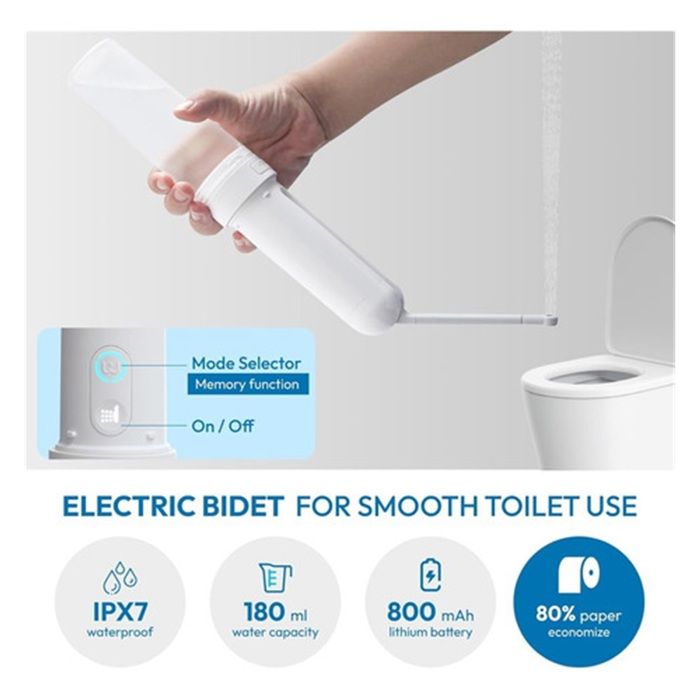 Mode Selector
Memory function
On / Off
ELECTRIC BIDET FOR SMOOTH TOILET USE
IPX7
waterproof
180 ml
water capacity
800 mAh
lithium battery
80% paper
economize